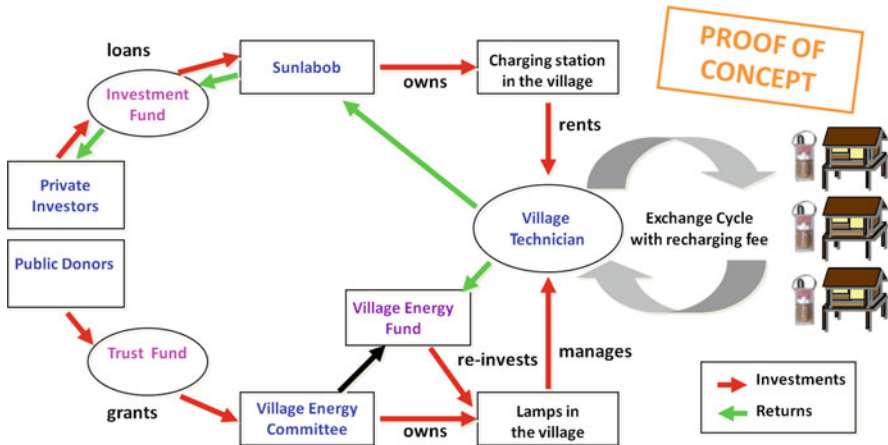 loans
Sunlabob
Charging station
in the village
PROOF OF
CONCEPT
owns
Investment
Fund
rents
Private
Investors
Village
Technician
Exchange Cycle
with recharging fee
Public Donors
Village Energy
Fund
Trust Fund
re-invests
manages
Investments
grants
Village Energy
Committee
owns
Lamps in
the village
Returns